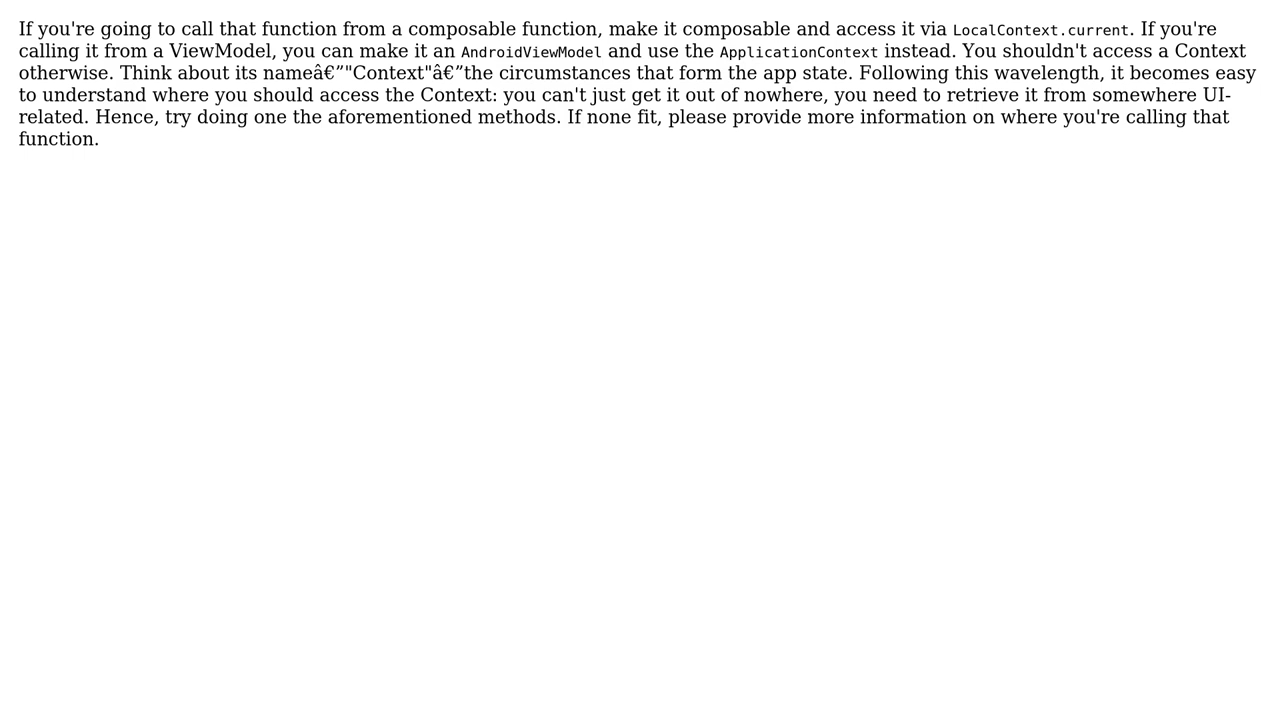 If you're going to call that function from a composable function, make it composable and access it via LocalContext.current. If you're
calling it from a ViewModel, you can make it an AndroidViewModel and use the ApplicationContext instead. You shouldn't access a Context
otherwise. Think about its nameâ€”"Context"â€”the circumstances that form the app state. Following this wavelength, it becomes easy
to understand where you should access the Context: you can't just get it out of nowhere, you need to retrieve it from somewhere UI-
related. Hence, try doing one the aforementioned methods. If none fit, please provide more information on where you're calling that
function.